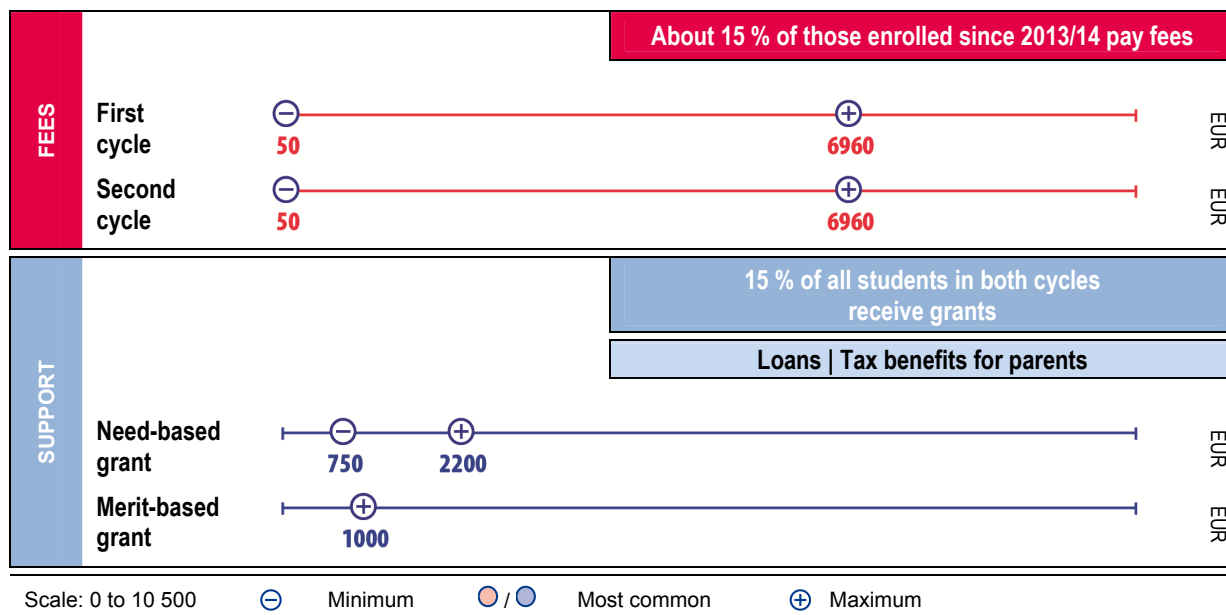 About 15 % of those enrolled since 2013/14 pay fees
FEES
First
cycle
50
6960
EUR
Second
cycle
50
6960
EUR
15 % of all students in both cycles
receive grants
Loans | Tax benefits for parents
SUPPORT
Need-based
grant
750
2200
EUR
Merit-based
grant
1000
EUR
Scale: 0 to 10 500
Minimum
/
Most common
Maximum